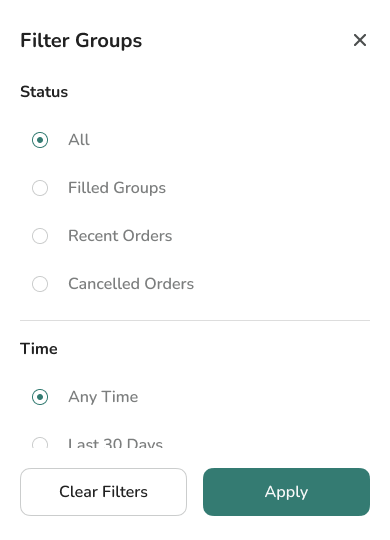 Filter Groups
Status
All
Filled Groups
Recent Orders
Cancelled Orders
Time
Any Time
Last 30 Days
Clear Filters
Apply